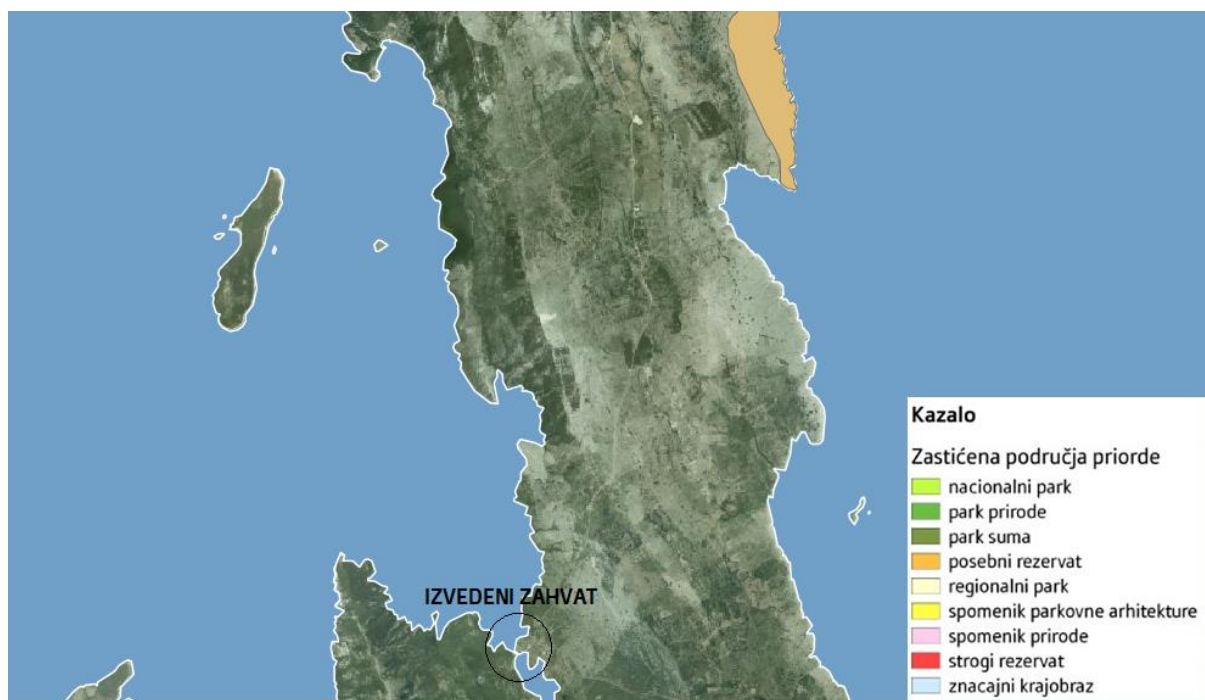 IZVEDENI ZAHVAT
Kazalo
Zastićena područja priorde
nacionalni park
park prirode
park suma
posebni rezervat
regionalni park
spomenik parkovne arhitekture
spomenik prirode
strogi rezervat
znacajni krajobraz